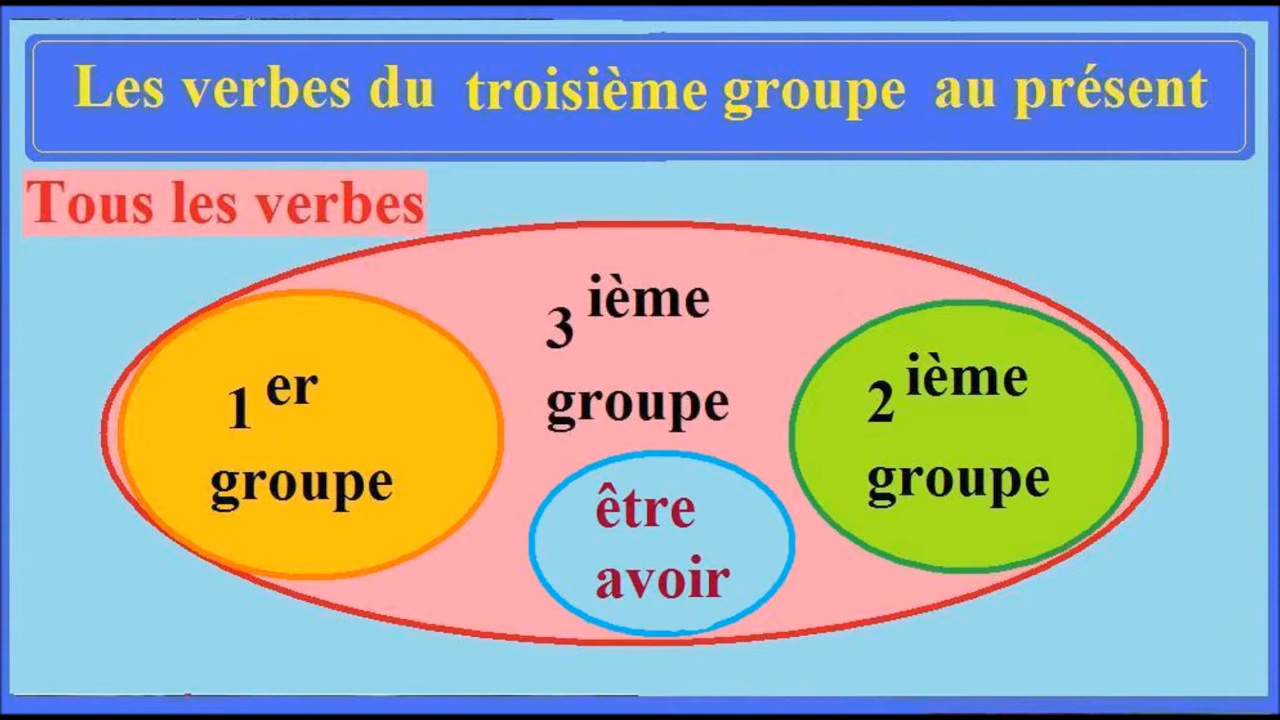 Les verbes du troisième groupe au présent
Tous les verbes
3 ième
groupe
1 er
groupe
2 ième
groupe
être
avoir